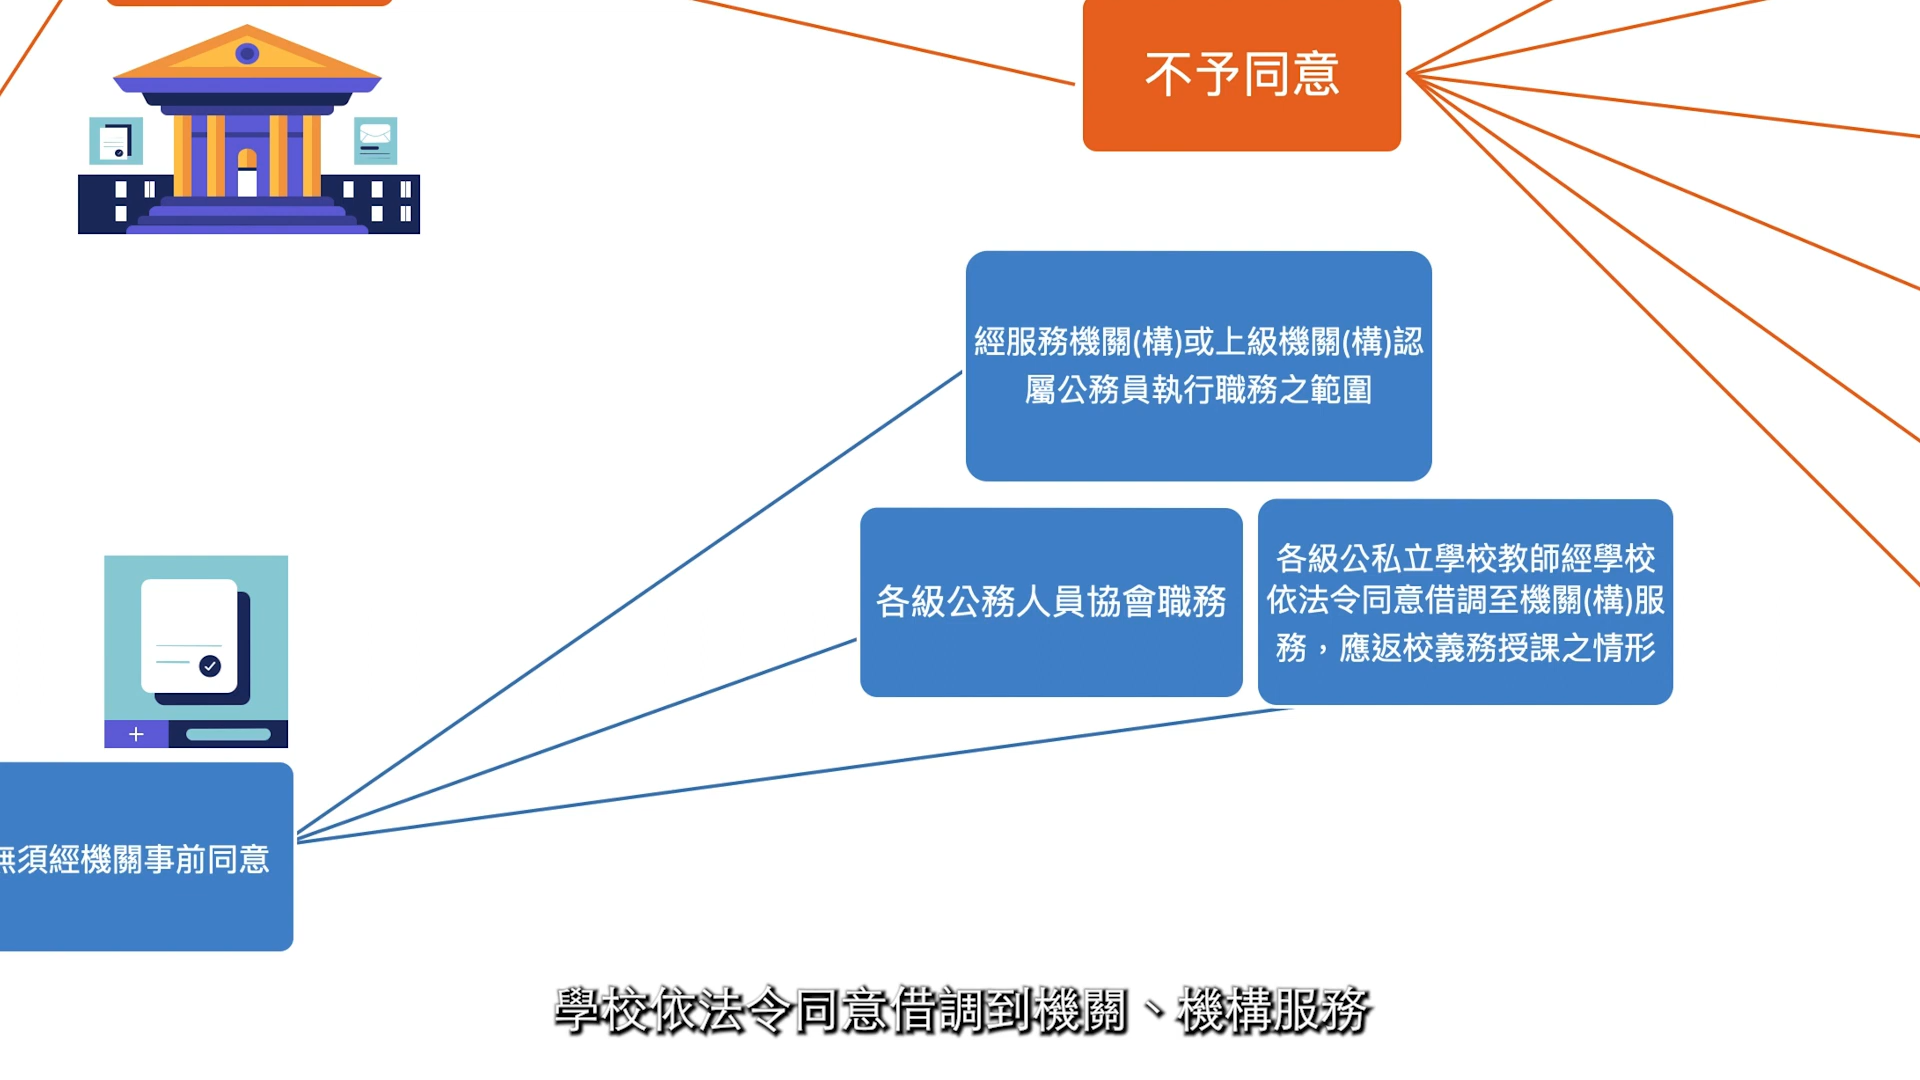 不予同意
經服務機關(構)或上級機關(構)認
屬公務員執行職務之範圍
各級公務人員協會職務
各級公私立學校教師經學校
依法令同意借調至機關(構)服
務，應返校義務授課之情形
無須經機關事前同意
學校依法令同意借調到機關、機構服務